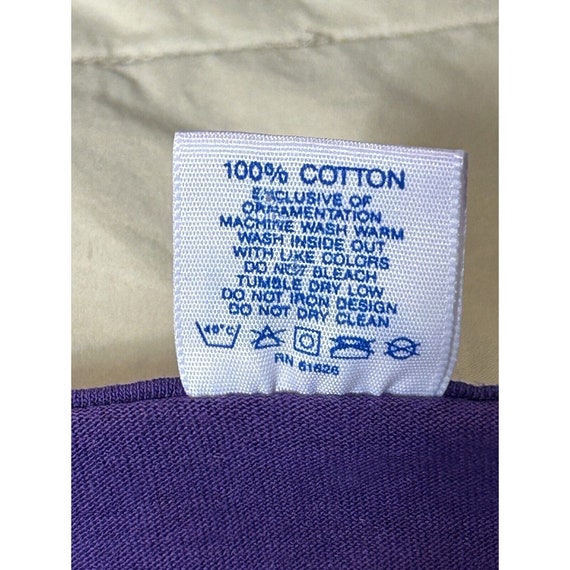 100% COTTON
EXCLUSIVE OF
ORNAMENTATION
MACHINE WASH WARM
WASH INSIDE OUT
WITH LIKE COLORS
DO NOT BLEACH
TUMBLE DRY LOW
DO NOT IRON DESIGN
DO NOT DRY CLEAN
40°C
RN 61626